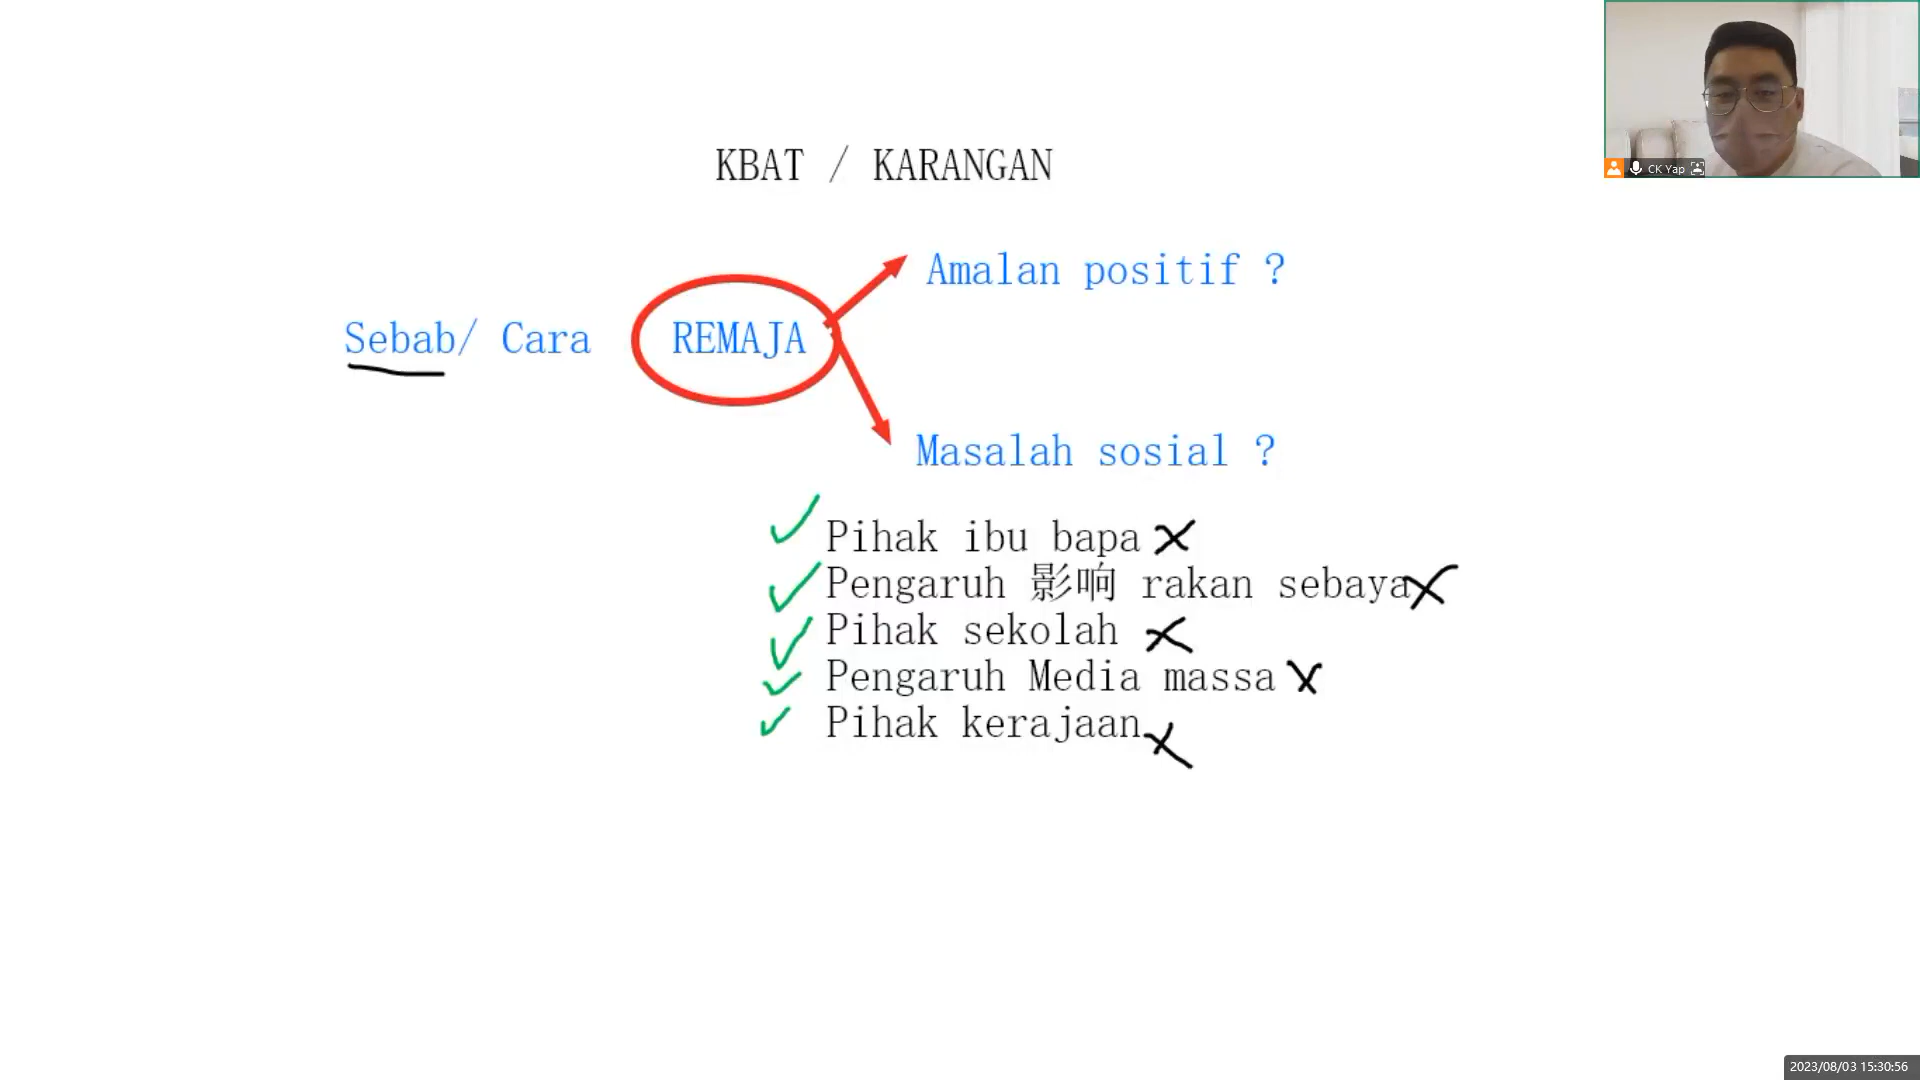 CK Yap
KBAT / KARANGAN
Amalan positif ?
Sebab/ Cara REMAJA
Masalah sosial ?
Pihak ibu bapa
Pengaruh 影响 rakan sebaya
Pihak sekolah
Pengaruh Media massa
Pihak kerajaan
2023/08/03 15:30:56